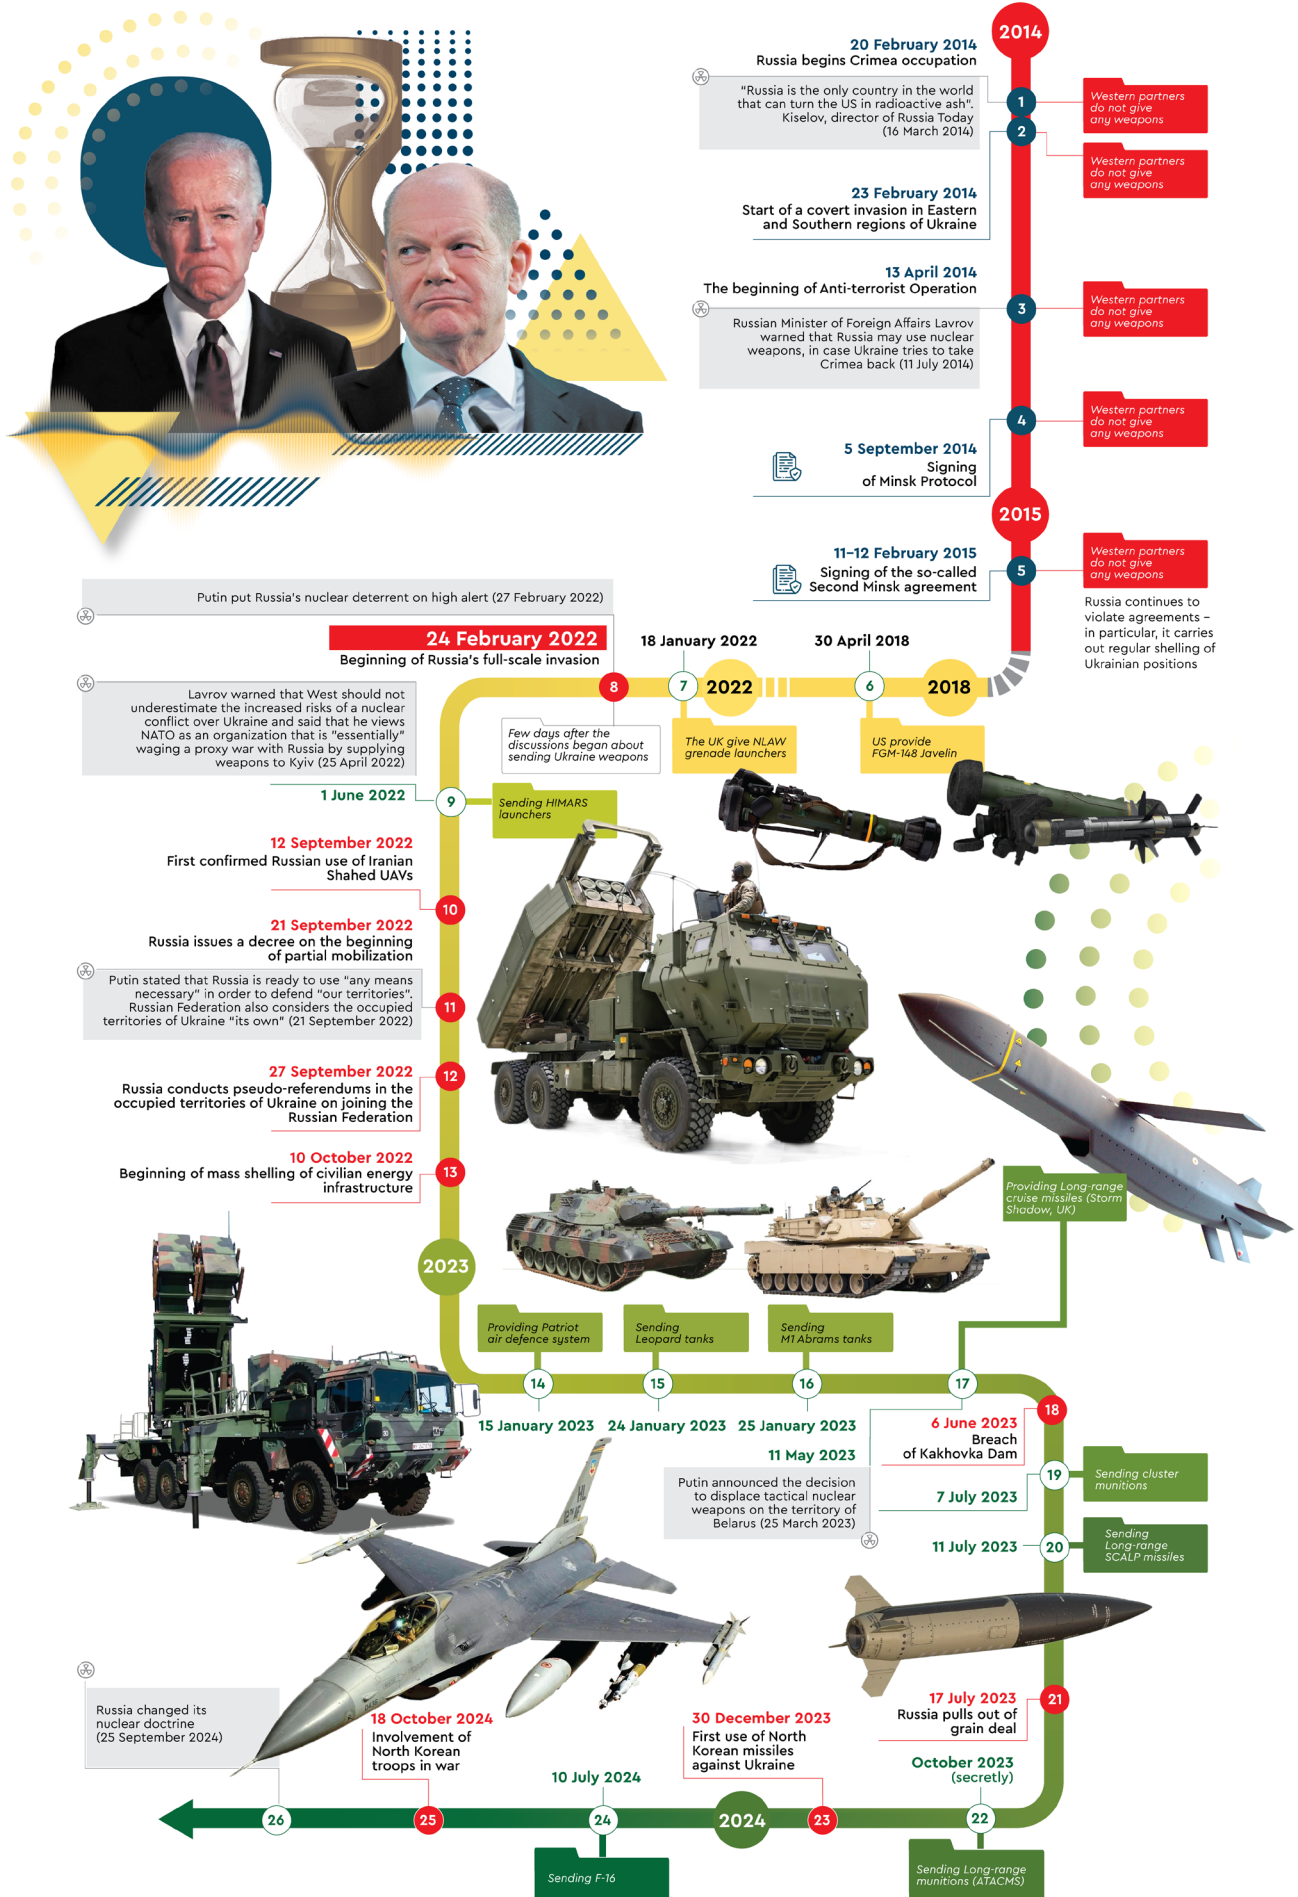 2014
20 February 2014
Russia begins Crimea occupation
"Russia is the only country in the world
that can turn the US in radioactive ash".
Kiselov, director of Russia Today
(16 March 2014)
1
Western partners
do not give
any weapons
2
Western partners
do not give
any weapons
23 February 2014
Start of a covert invasion in Eastern
and Southern regions of Ukraine
13 April 2014
The beginning of Anti-terrorist Operation
Russian Minister of Foreign Affairs Lavrov
warned that Russia may use nuclear
weapons, in case Ukraine tries to take
Crimea back (11 July 2014)
3
Western partners
do not give
any weapons
4
Western partners
do not give
any weapons
5 September 2014
Signing
of Minsk Protocol
2015
11–12 February 2015
Signing of the so-called
Second Minsk agreement
5
Western partners
do not give
any weapons
Russia continues to
violate agreements –
in particular, it carries
out regular shelling of
Ukrainian positions
2018
30 April 2018
6
US provide
FGM-148 Javelin
2022
18 January 2022
7
The UK give NLAW
grenade launchers
Putin put Russia's nuclear deterrent on high alert (27 February 2022)
24 February 2022
Beginning of Russia's full-scale invasion
8
Few days after the
discussions began about
sending Ukraine weapons
Lavrov warned that West should not
underestimate the increased risks of a nuclear
conflict over Ukraine and said that he views
NATO as an organization that is "essentially"
waging a proxy war with Russia by supplying
weapons to Kyiv (25 April 2022)
1 June 2022
9
Sending HIMARS
launchers
12 September 2022
First confirmed Russian use of Iranian
Shahed UAVs
10
21 September 2022
Russia issues a decree on the beginning
of partial mobilization
Putin stated that Russia is ready to use "any means
necessary" in order to defend "our territories".
Russian Federation also considers the occupied
territories of Ukraine "its own" (21 September 2022)
11
27 September 2022
Russia conducts pseudo-referendums in the
occupied territories of Ukraine on joining the
Russian Federation
12
10 October 2022
Beginning of mass shelling of civilian energy
infrastructure
13
2023
Providing Patriot
air defence system
14
15 January 2023
Sending
Leopard tanks
15
24 January 2023
Sending
M1 Abrams tanks
16
25 January 2023
Providing Long-range
cruise missiles (Storm
Shadow, UK)
17
11 May 2023
Putin announced the decision
to displace tactical nuclear
weapons on the territory of
Belarus (25 March 2023)
18
6 June 2023
Breach
of Kakhovka Dam
19
7 July 2023
Sending cluster
munitions
20
11 July 2023
Sending
Long-range
SCALP missiles
21
17 July 2023
Russia pulls out of
grain deal
October 2023
(secretly)
22
Sending Long-range
munitions (ATACMS)
30 December 2023
First use of North
Korean missiles
against Ukraine
23
2024
10 July 2024
24
Sending F-16
18 October 2024
Involvement of
North Korean
troops in war
25
Russia changed its
nuclear doctrine
(25 September 2024)
26